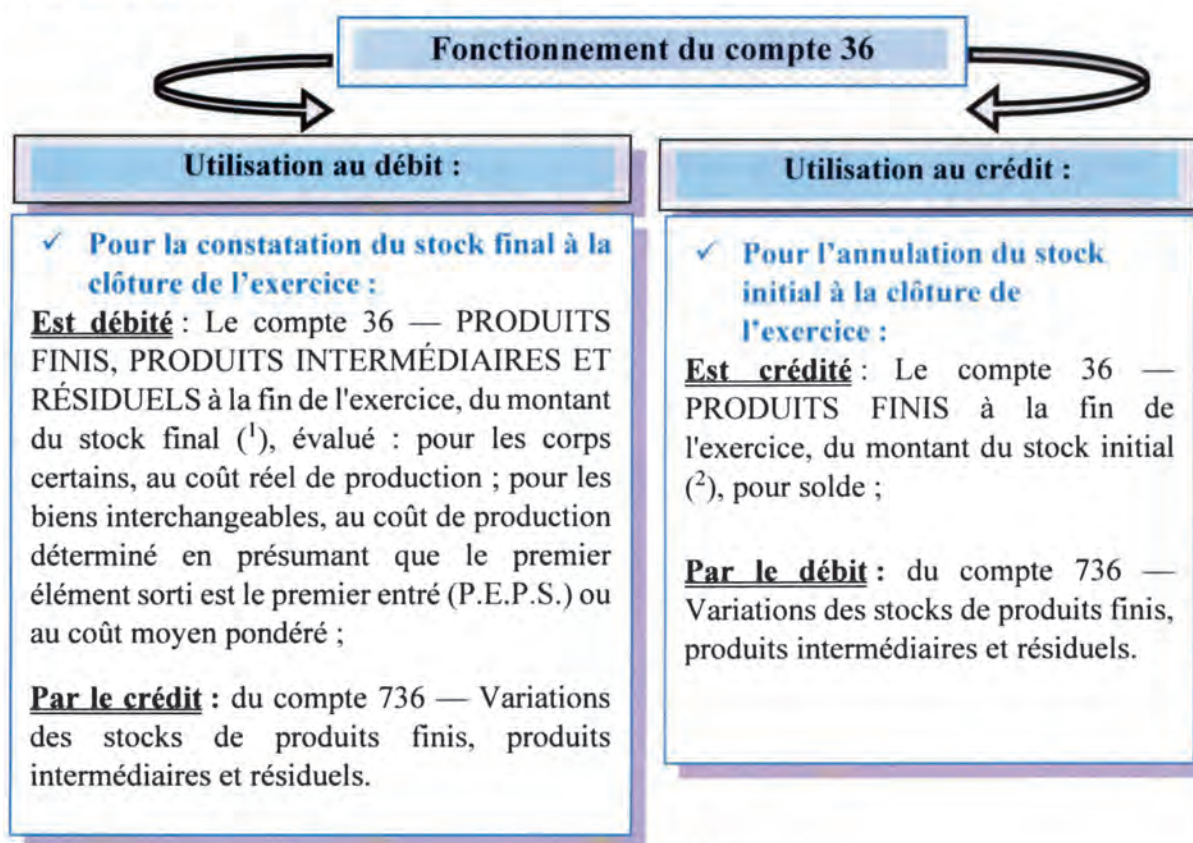 Fonctionnement du compte 36
Utilisation au débit :
✓ Pour la constatation du stock final à la
clôture de l’exercice :
Est débité : Le compte 36 — PRODUITS
FINIS, PRODUITS INTERMÉDIAIRES ET
RÉSIDUELS à la fin de l'exercice, du montant
du stock final (¹), évalué : pour les corps
certains, au coût réel de production ; pour les
biens interchangeables, au coût de production
déterminé en présumant que le premier
élément sorti est le premier entré (P.E.P.S.) ou
au coût moyen pondéré ;
Par le crédit : du compte 736 — Variations
des stocks de produits finis, produits
intermédiaires et résiduels.
Utilisation au crédit :
✓ Pour l’annulation du stock
initial à la clôture de
l’exercice :
Est crédité : Le compte 36 —
PRODUITS FINIS à la fin de
l'exercice, du montant du stock initial
(²), pour solde ;
Par le débit : du compte 736 —
Variations des stocks de produits finis,
produits intermédiaires et résiduels.